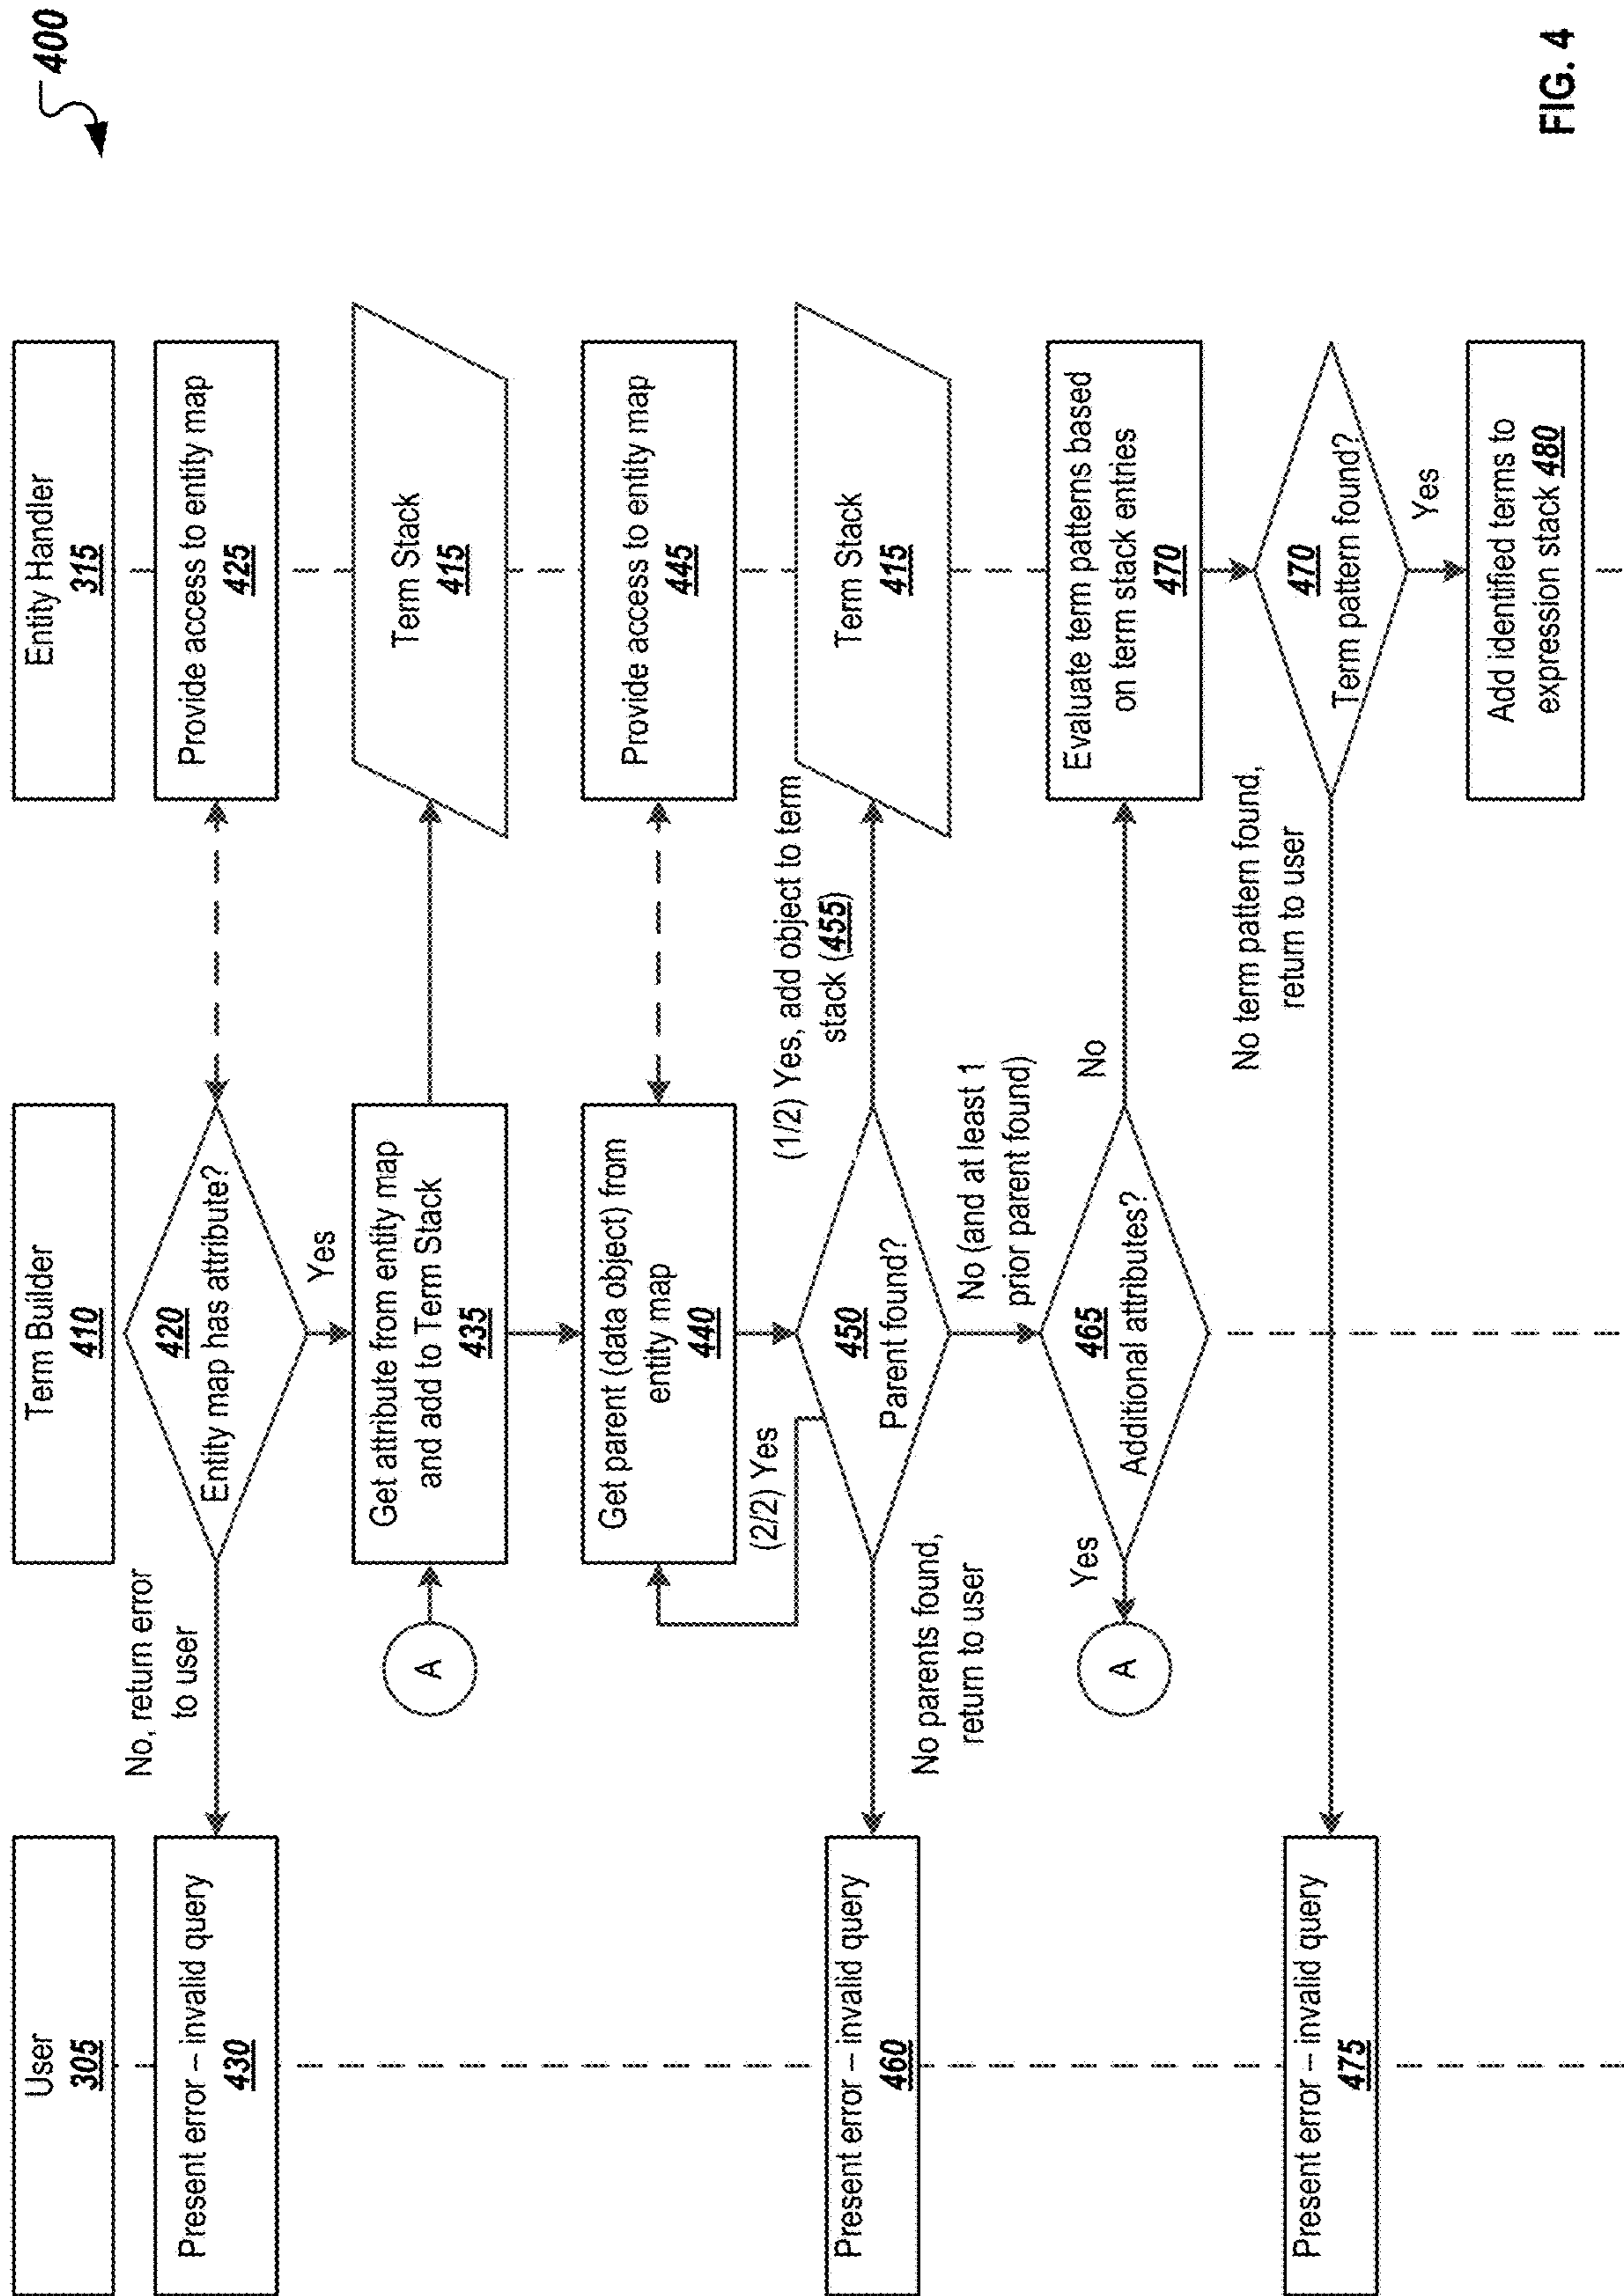 400
User
305
Term Builder
410
Entity Handler
315
Present error – invalid query
430
No, return error
to user
420
Entity map has attribute?
Provide access to entity map
425
Yes
A
Get attribute from entity map
and add to Term Stack
435
Term Stack
415
Get parent (data object) from
entity map
440
Provide access to entity map
445
(2/2) Yes
(1/2) Yes, add object to term
stack (455)
Present error – invalid query
460
450
Parent found?
Term Stack
415
No parents found,
return to user
No (and at least 1
prior parent found)
Yes
A
465
Additional attributes?
No
Evaluate term patterns based
on term stack entries
470
No term pattern found,
return to user
Present error – invalid query
475
470
Term pattern found?
Yes
Add identified terms to
expression stack 480
FIG. 4